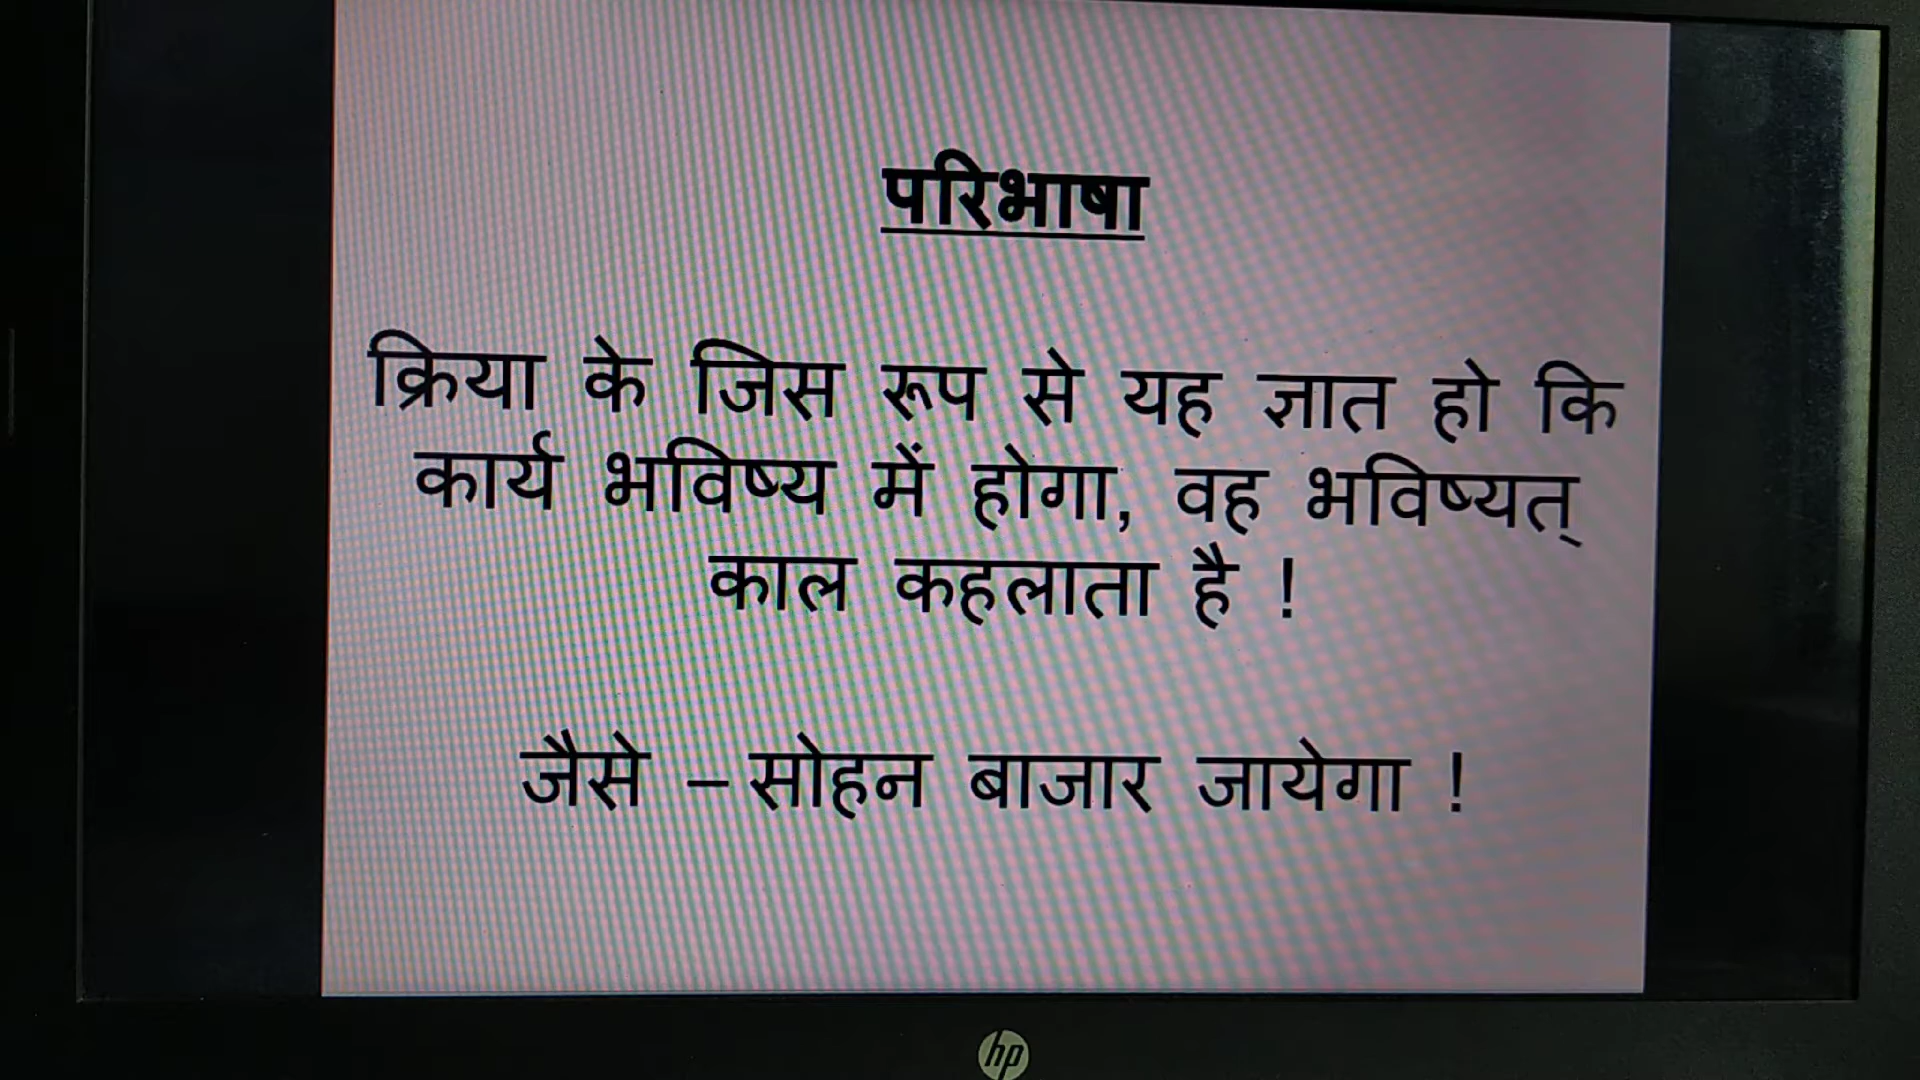 परिभाषा
क्रिया के जिस रूप से यह ज्ञात हो कि
कार्य भविष्य में होगा, वह भविष्यत्
काल कहलाता है !
जैसे – सोहन बाजार जायेगा !
hp